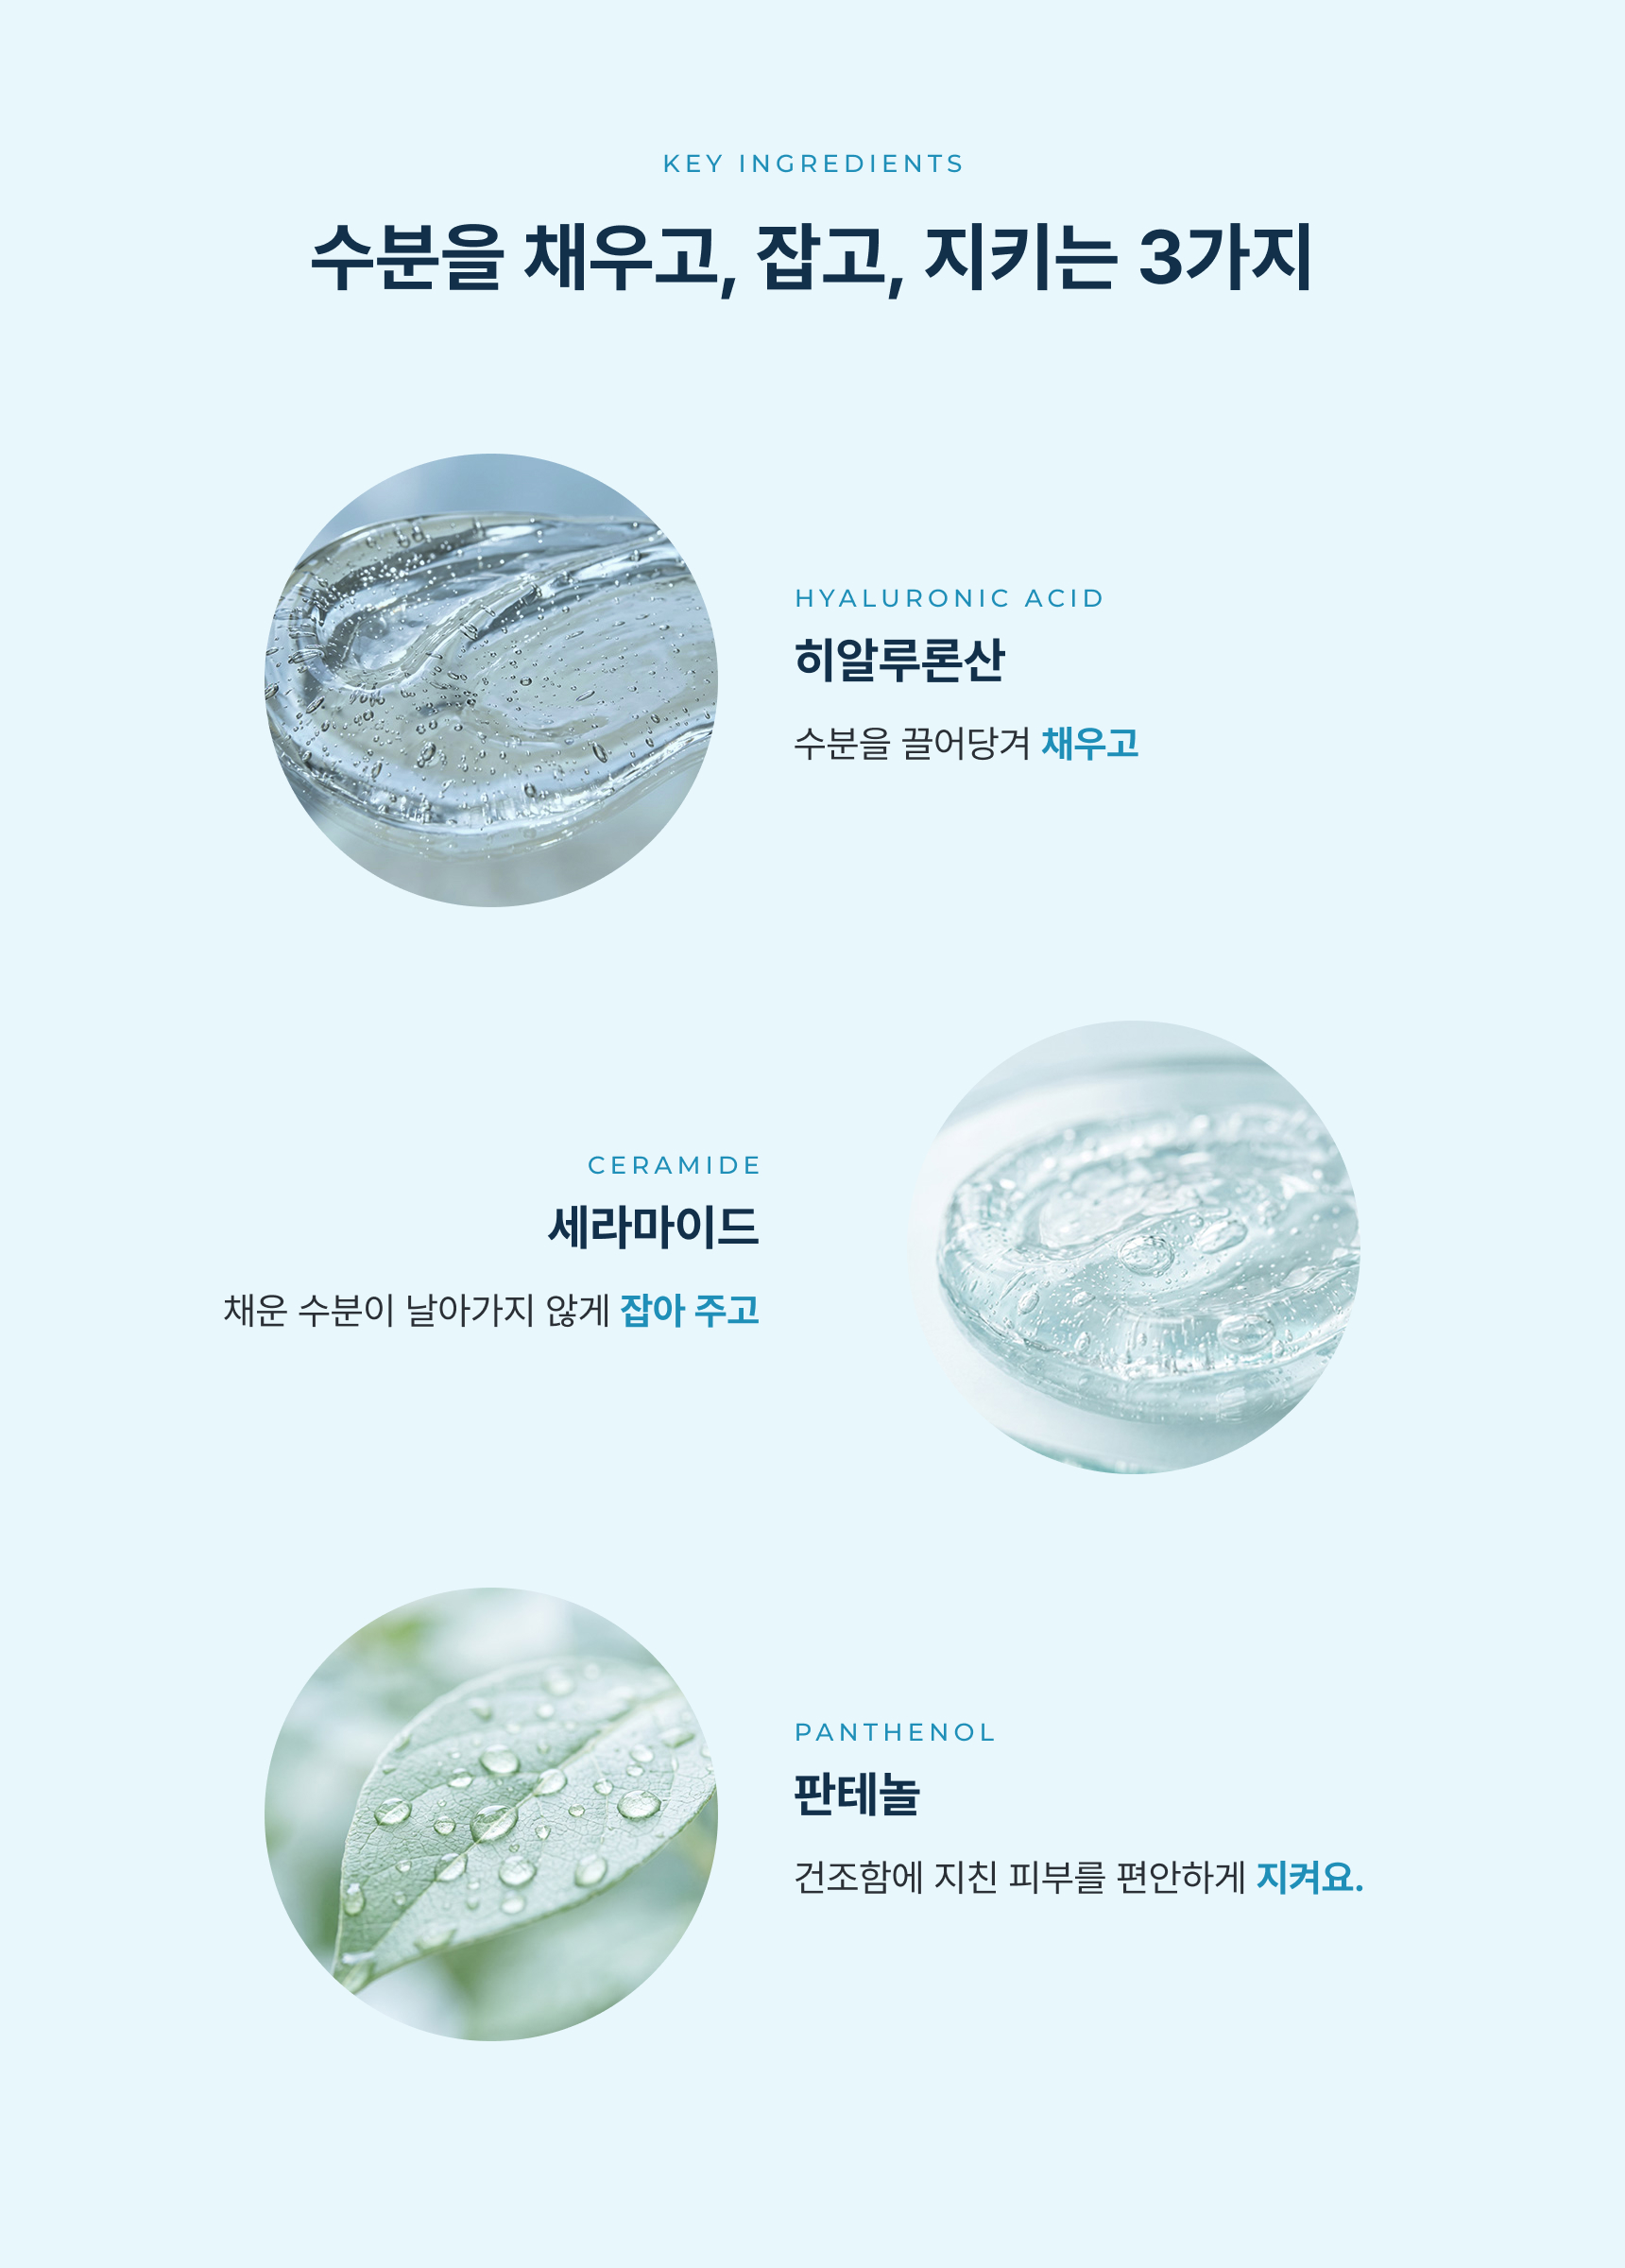 KEY INGREDIENTS
수분을 채우고, 잡고, 지키는 3가지
HYALURONIC ACID
히알루론산
수분을 끌어당겨 채우고
CERAMIDE
세라마이드
채운 수분이 날아가지 않게 잡아 주고
PANTHENOL
판테놀
건조함에 지친 피부를 편안하게 지켜요.